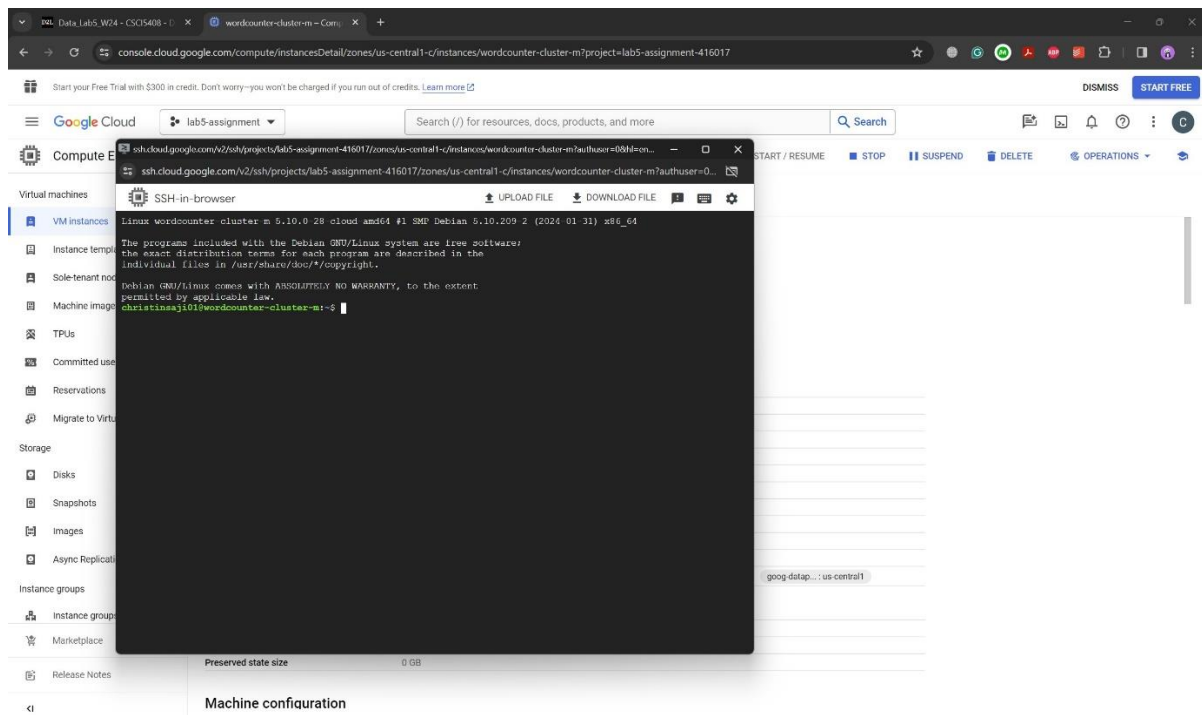 Data_Lab5_W24 - CSCI5408 - D
wordcounter-cluster-m – Comp
console.cloud.google.com/compute/instancesDetail/zones/us-central1-c/instances/wordcounter-cluster-m?project=lab5-assignment-416017
Start your Free Trial with $300 in credit. Don't worry—you won't be charged if you run out of credits. Learn more
DISMISS
START FREE
Google Cloud
lab5-assignment
Search (/) for resources, docs, products, and more
Search
C
Compute E
START / RESUME
STOP
SUSPEND
DELETE
OPERATIONS
ssh.cloud.google.com/v2/ssh/projects/lab5-assignment-416017/zones/us-central1-c/instances/wordcounter-cluster-m?authuser=0&hl=en...
ssh.cloud.google.com/v2/ssh/projects/lab5-assignment-416017/zones/us-central1-c/instances/wordcounter-cluster-m?authuser=0...
SSH-in-browser
UPLOAD FILE
DOWNLOAD FILE
Linux wordcounter-cluster-m 5.10.0-28-cloud-amd64 #1 SMP Debian 5.10.209-2 (2024-01-31) x86_64
The programs included with the Debian GNU/Linux system are free software;
the exact distribution terms for each program are described in the
individual files in /usr/share/doc/*/copyright.
Debian GNU/Linux comes with ABSOLUTELY NO WARRANTY, to the extent
permitted by applicable law.
christinsaji01@wordcounter-cluster-m:~$
Virtual machines
VM instances
Instance templa
Sole-tenant nod
Machine image
TPUs
Committed use
Reservations
Migrate to Virtu
Storage
Disks
Snapshots
Images
Async Replicati
Instance groups
Instance group
Marketplace
Release Notes
goog-datap... : us-central1
Preserved state size
0 GB
Machine configuration